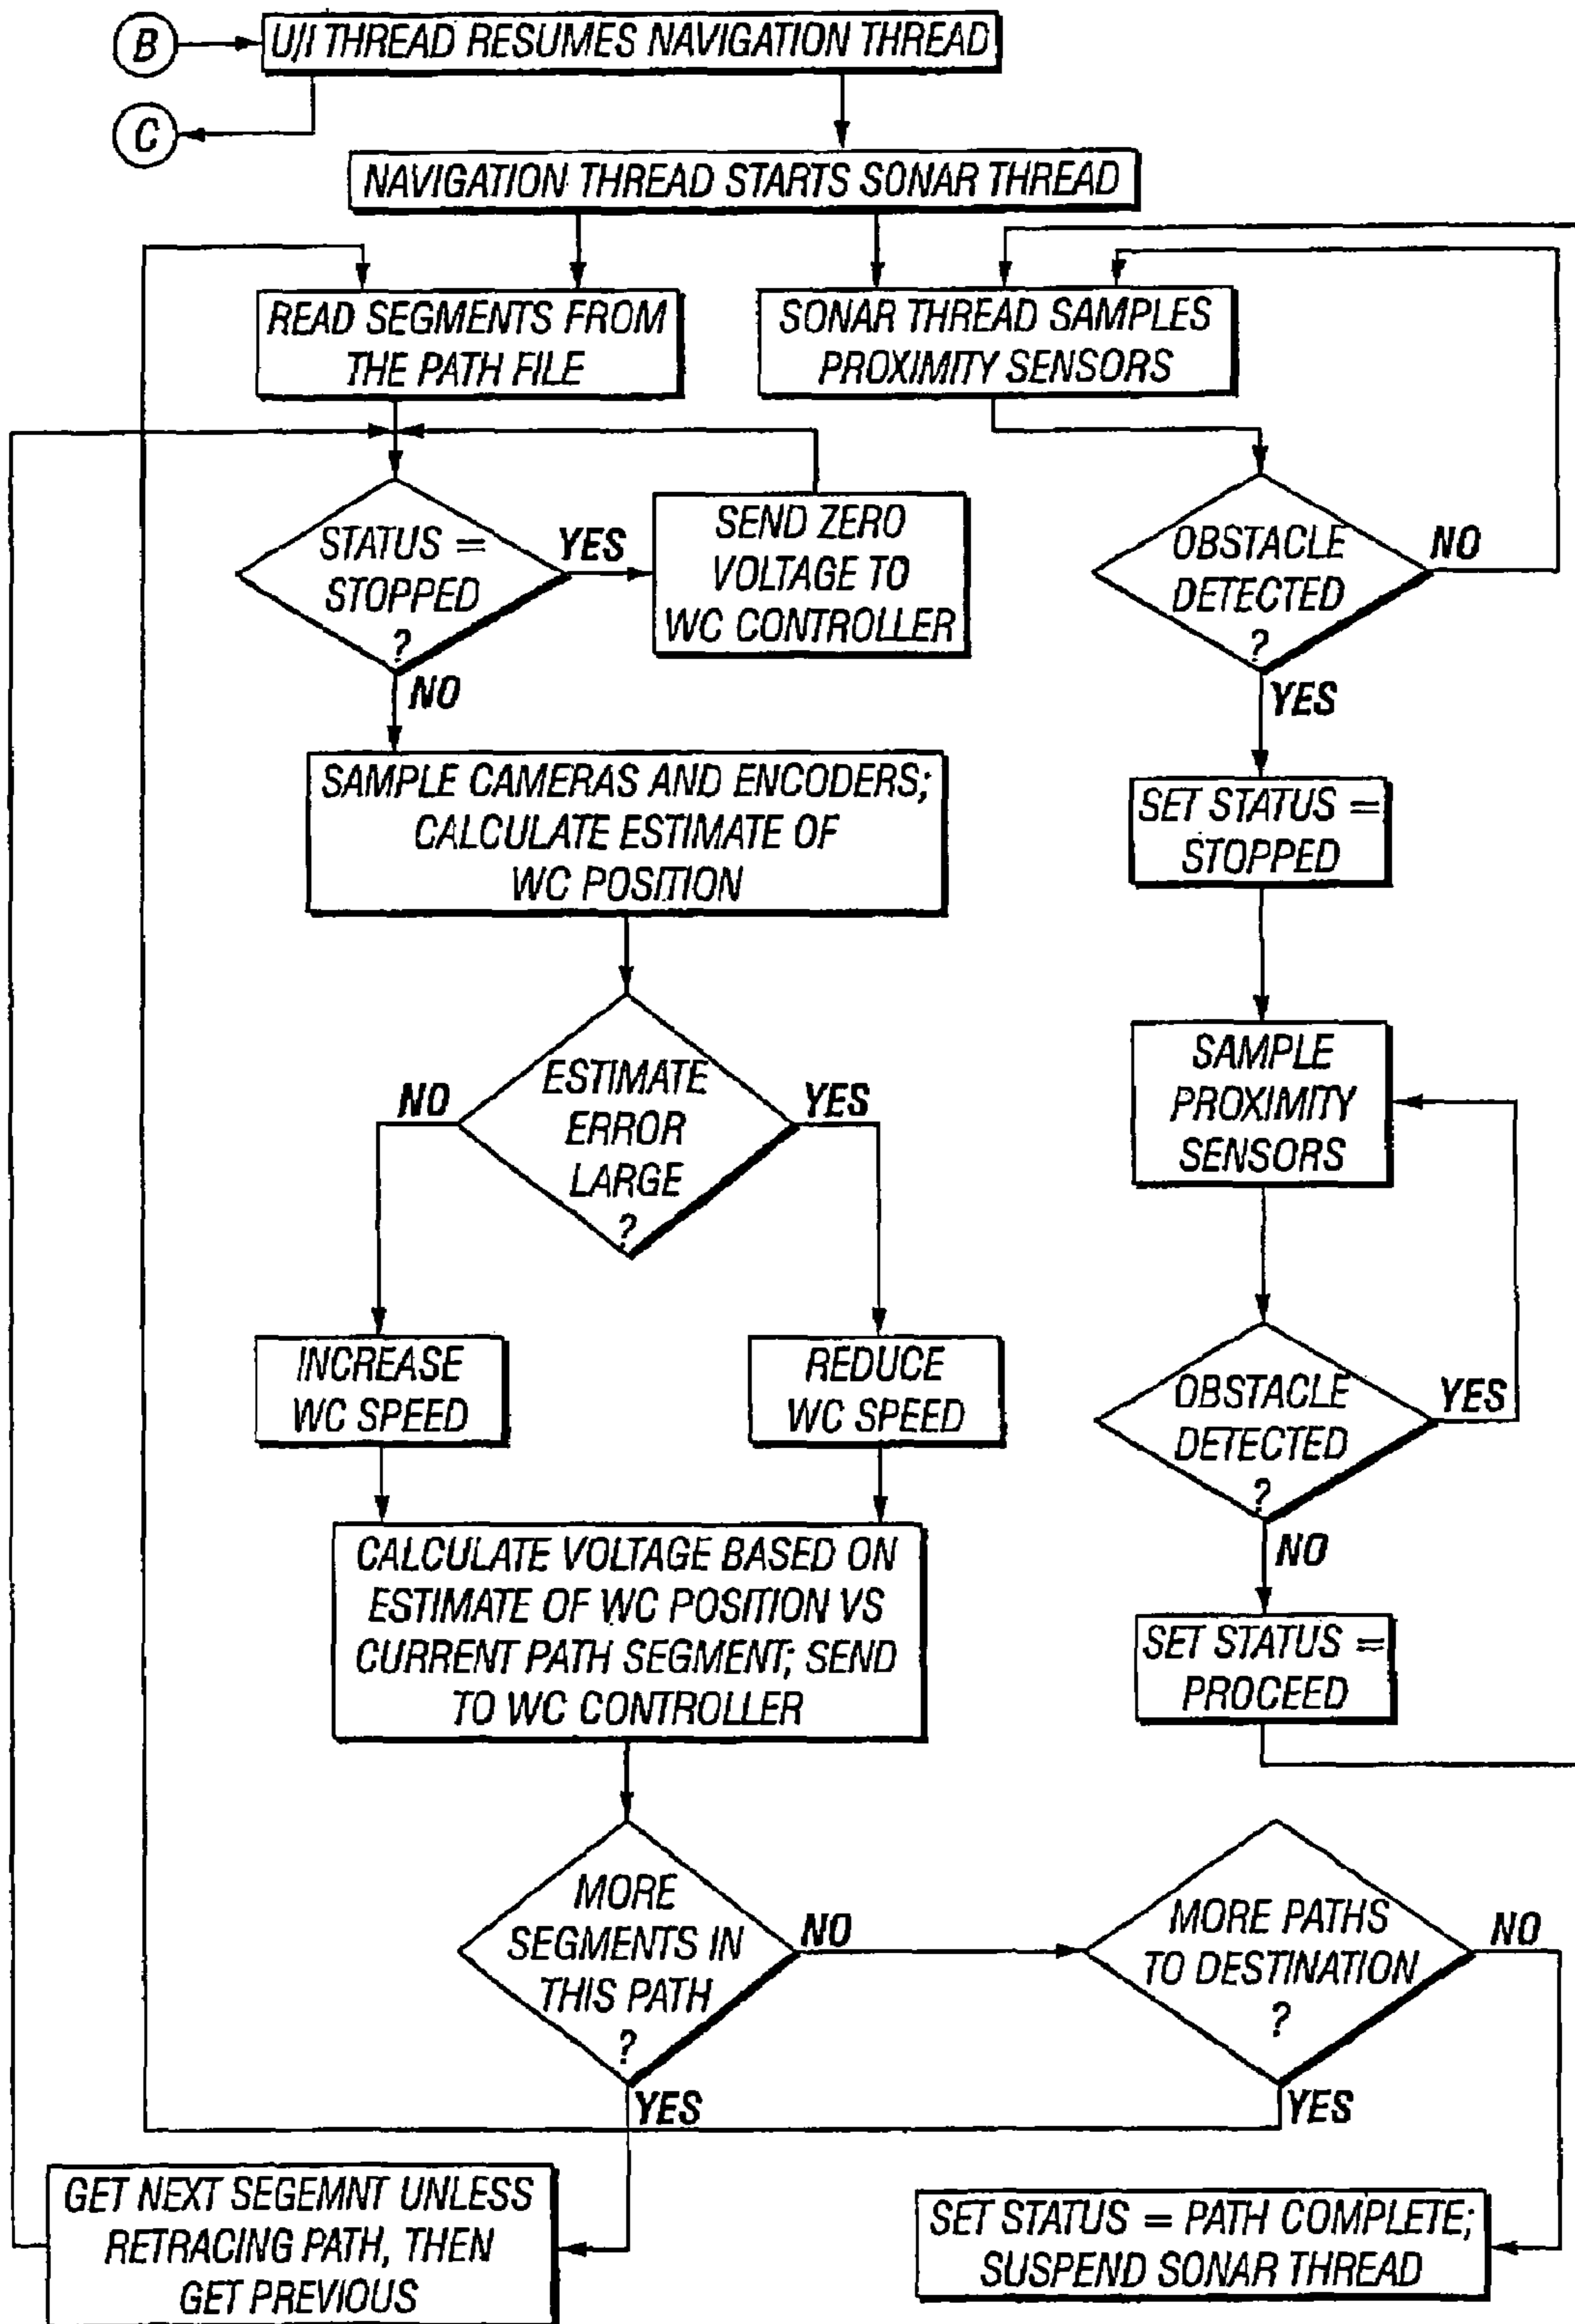 B
U/I THREAD RESUMES NAVIGATION THREAD
C
NAVIGATION THREAD STARTS SONAR THREAD
READ SEGMENTS FROM
THE PATH FILE
SONAR THREAD SAMPLES
PROXIMITY SENSORS
STATUS =
STOPPED
?
YES
NO
SEND ZERO
VOLTAGE TO
WC CONTROLLER
OBSTACLE
DETECTED
?
NO
YES
SAMPLE CAMERAS AND ENCODERS;
CALCULATE ESTIMATE OF
WC POSITION
SET STATUS =
STOPPED
ESTIMATE
ERROR
LARGE
?
NO
YES
SAMPLE
PROXIMITY
SENSORS
INCREASE
WC SPEED
REDUCE
WC SPEED
OBSTACLE
DETECTED
?
YES
NO
CALCULATE VOLTAGE BASED ON
ESTIMATE OF WC POSITION VS
CURRENT PATH SEGMENT; SEND
TO WC CONTROLLER
SET STATUS =
PROCEED
MORE
SEGMENTS IN
THIS PATH
?
NO
YES
MORE PATHS
TO DESTINATION
?
NO
YES
GET NEXT SEGEMNT UNLESS
RETRACING PATH, THEN
GET PREVIOUS
SET STATUS = PATH COMPLETE;
SUSPEND SONAR THREAD